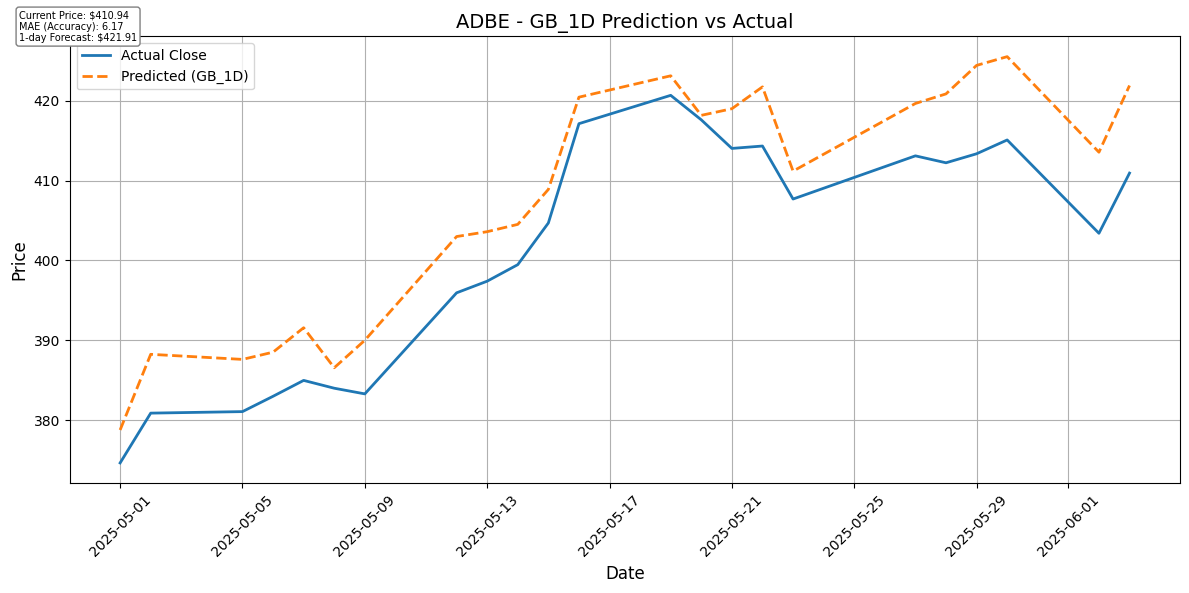 Current Price: $410.94
MAE (Accuracy): 6.17
1-day Forecast: $421.91
ADBE - GB_1D Prediction vs Actual
Actual Close
Predicted (GB_1D)
Price
420
410
400
390
380
2025-05-01
2025-05-05
2025-05-09
2025-05-13
2025-05-17
2025-05-21
2025-05-25
2025-05-29
2025-06-01
Date